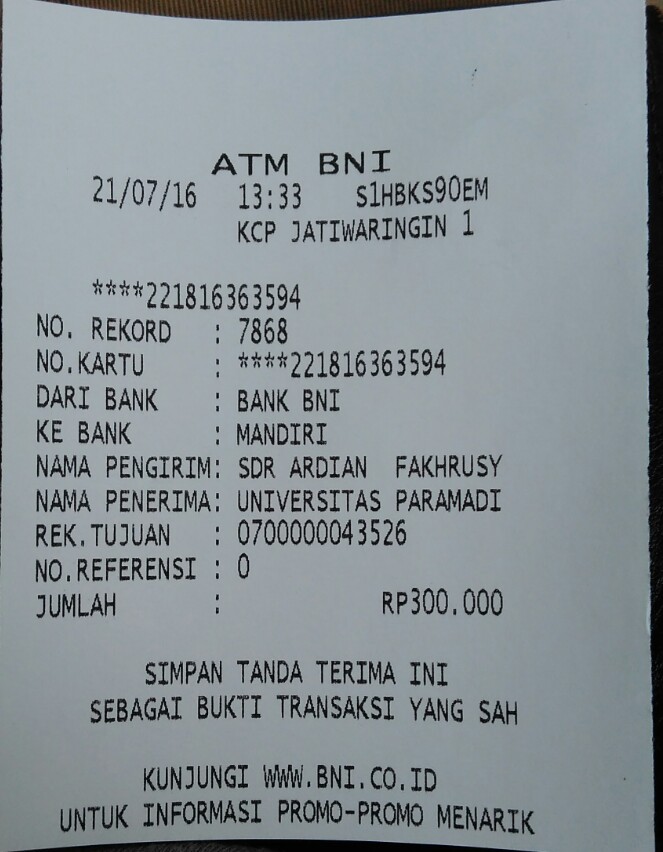 ATM BNI
21/07/16 13:33 S1HBKS90EM
KCP JATIWARINGIN 1
****221816363594
NO. REKORD : 7868
NO.KARTU : ****221816363594
DARI BANK : BANK BNI
KE BANK : MANDIRI
NAMA PENGIRIM: SDR ARDIAN FAKHRUSY
NAMA PENERIMA: UNIVERSITAS PARAMADI
REK.TUJUAN : 0700000043526
NO.REFERENSI : 0
JUMLAH : RP300.000
SIMPAN TANDA TERIMA INI
SEBAGAI BUKTI TRANSAKSI YANG SAH
KUNJUNGI WWW.BNI.CO.ID
UNTUK INFORMASI PROMO-PROMO MENARIK